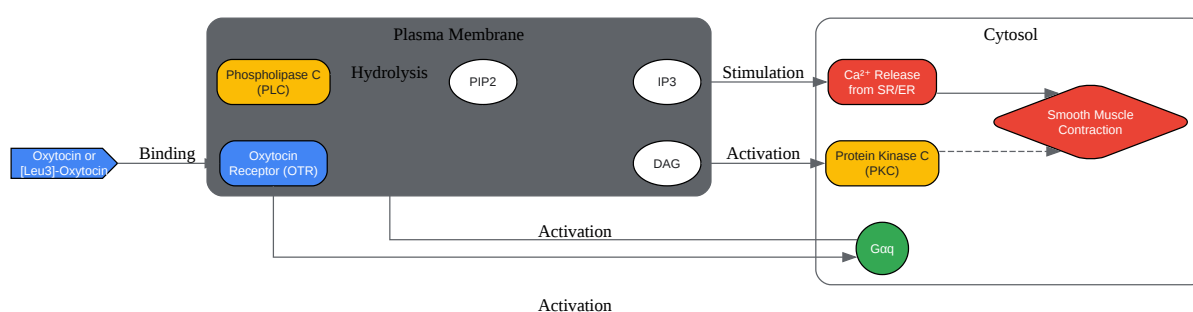 Plasma Membrane
Cytosol
Phospholipase C
(PLC)
Hydrolysis
PIP2
IP3
Stimulation
Ca²⁺ Release
from SR/ER
Smooth Muscle
Contraction
Oxytocin or
[Leu3]-Oxytocin
Binding
Oxytocin
Receptor (OTR)
DAG
Activation
Protein Kinase C
(PKC)
Activation
Gαq
Activation